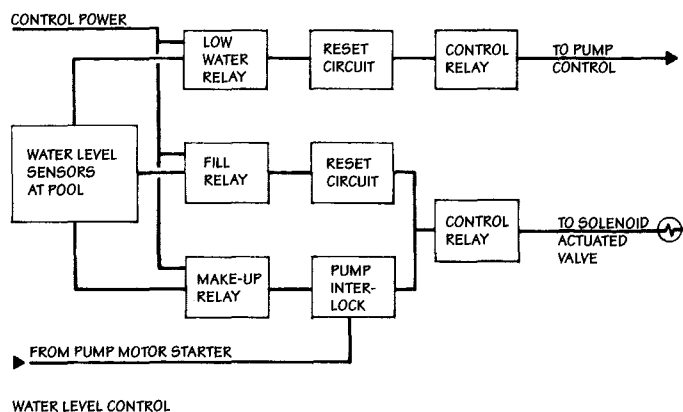 CONTROL POWER
LOW
WATER
RELAY
RESET
CIRCUIT
CONTROL
RELAY
TO PUMP
CONTROL
WATER LEVEL
SENSORS
AT POOL
FILL
RELAY
RESET
CIRCUIT
CONTROL
RELAY
TO SOLENOID
ACTUATED
VALVE
MAKE-UP
RELAY
PUMP
INTER-
LOCK
FROM PUMP MOTOR STARTER
WATER LEVEL CONTROL